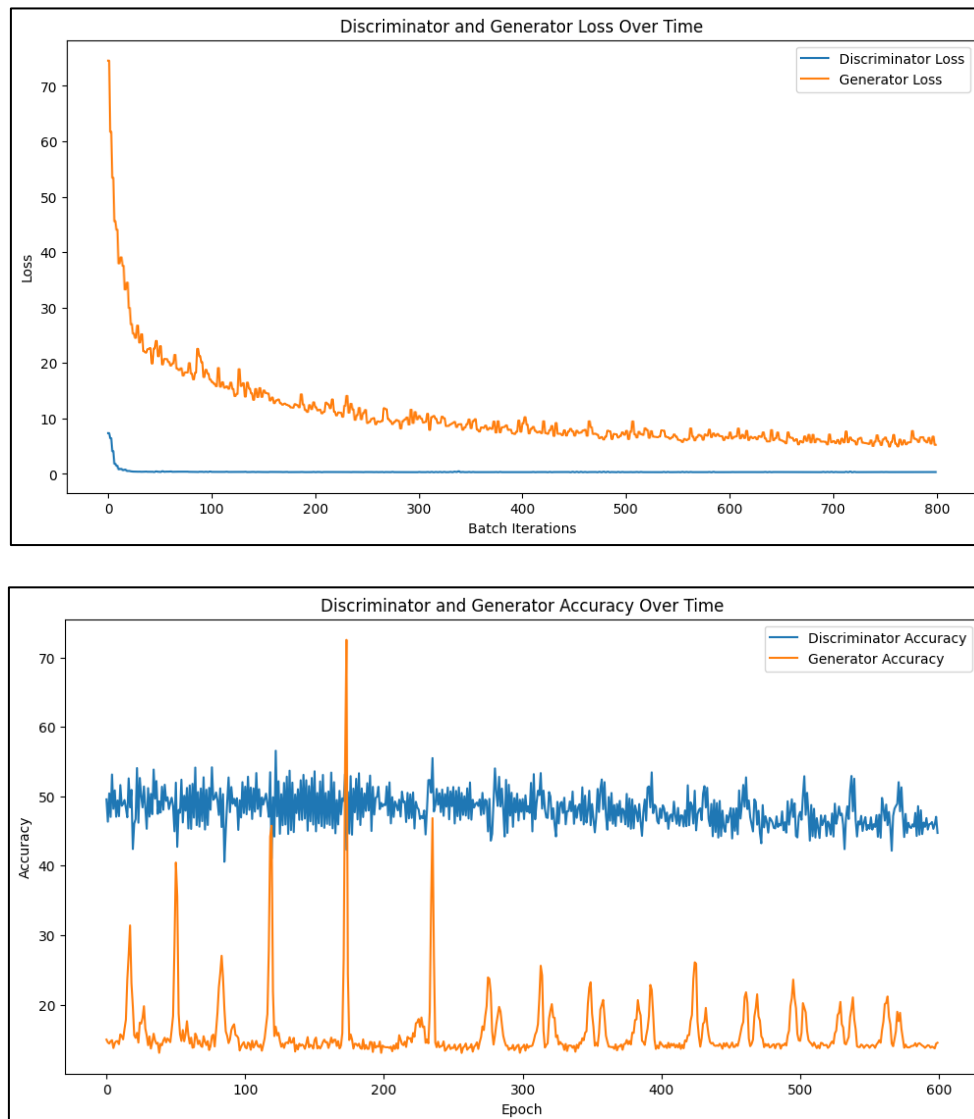 Discriminator and Generator Loss Over Time
Discriminator Loss
Generator Loss
70
60
50
40
30
20
10
0
Loss
0 100 200 300 400 500 600 700 800
Batch Iterations
Discriminator and Generator Accuracy Over Time
Discriminator Accuracy
Generator Accuracy
70
60
50
40
30
20
Accuracy
0 100 200 300 400 500 600
Epoch